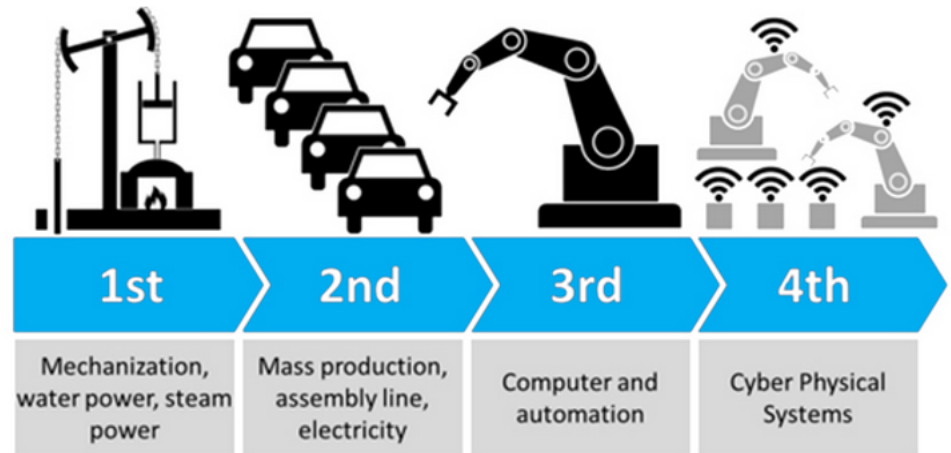 1st
2nd
3rd
4th
Mechanization,
water power, steam
power
Mass production,
assembly line,
electricity
Computer and
automation
Cyber Physical
Systems